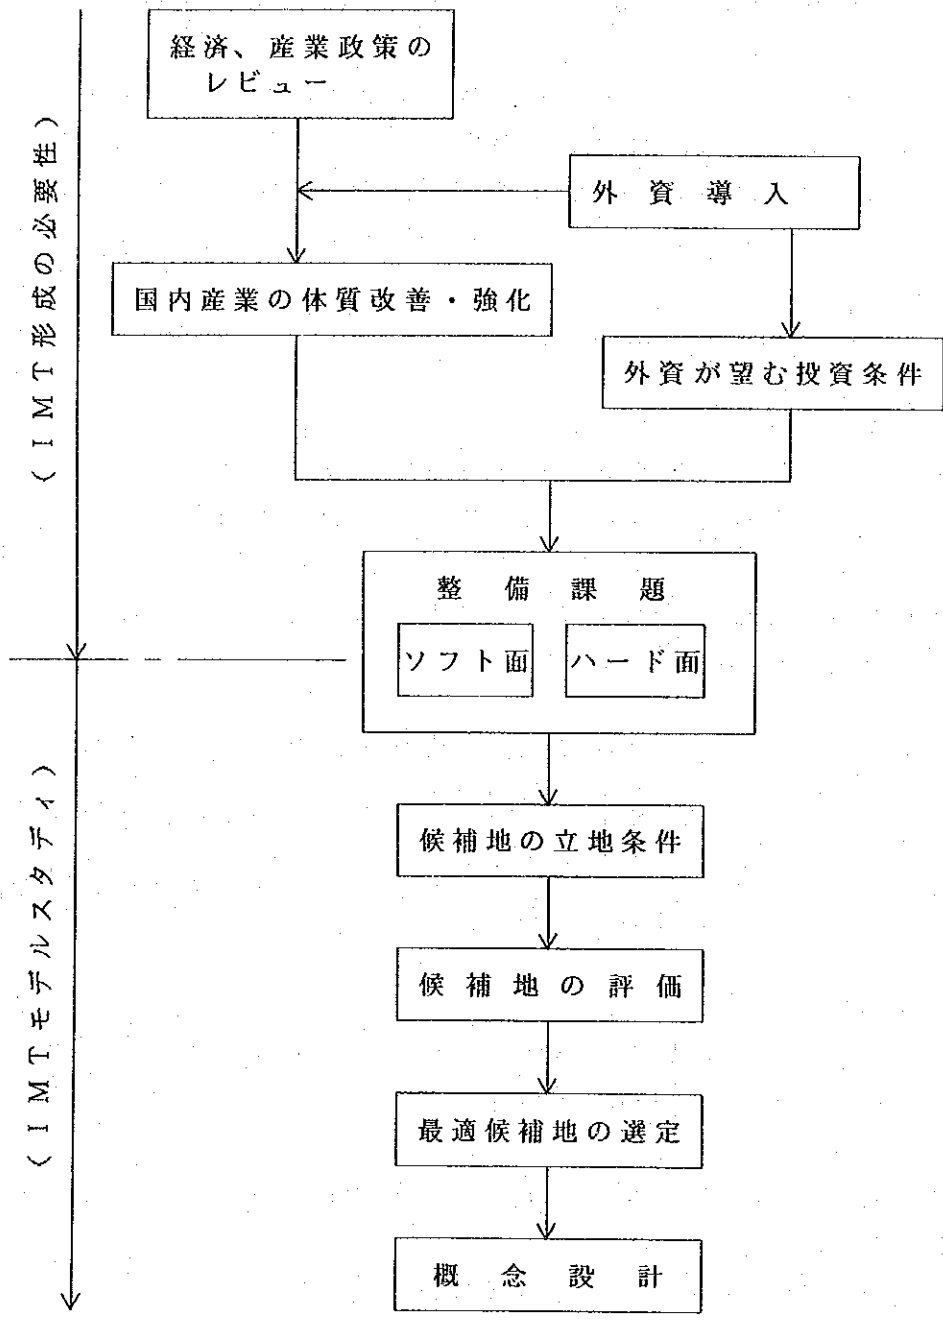 経済、産業政策の
レビュー
外資導入
国内産業の体質改善・強化
外資が望む投資条件
(IMT形成の必要性)
整備課題
ソフト面
ハード面
候補地の立地条件
候補地の評価
最適候補地の選定
概念設計
(IMTモデルスタディ)